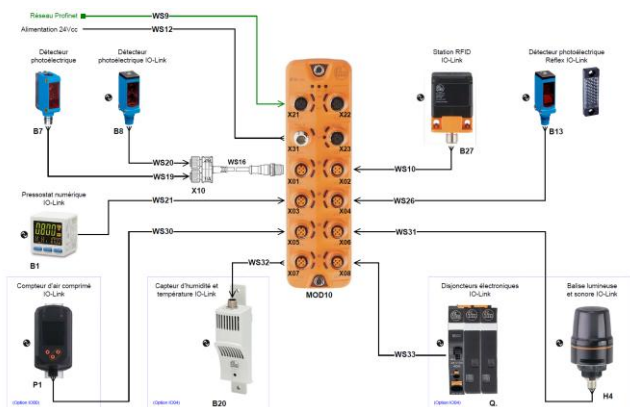 Réseau Profinet
WS9
Alimentation 24Vcc
WS12
Détecteur
photoélectrique
Détecteur
photoélectrique IO-Link
Station RFID
IO-Link
Détecteur photoélectrique
Réflex IO-Link
X21
X22
X31
X23
B7
B8
B27
B13
WS20
WS16
WS19
X10
X01
X02
WS10
Pressostat numérique
IO-Link
WS21
X03
X04
WS26
WS30
X05
X06
WS31
B1
WS32
X07
X08
MOD10
Compteur d'air comprimé
IO-Link
Capteur d'humidité et
température IO-Link
Disjoncteurs électroniques
IO-Link
Balise lumineuse
et sonore IO-Link
WS33
P1
B20
Q.
H4